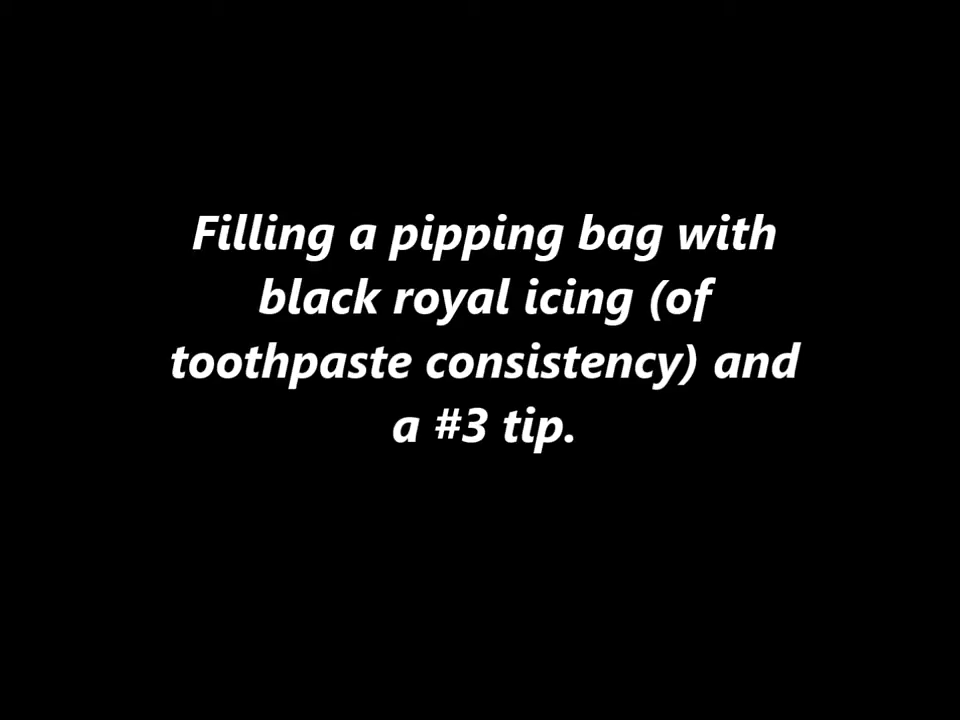 Filling a pipping bag with
black royal icing (of
toothpaste consistency) and
a #3 tip.